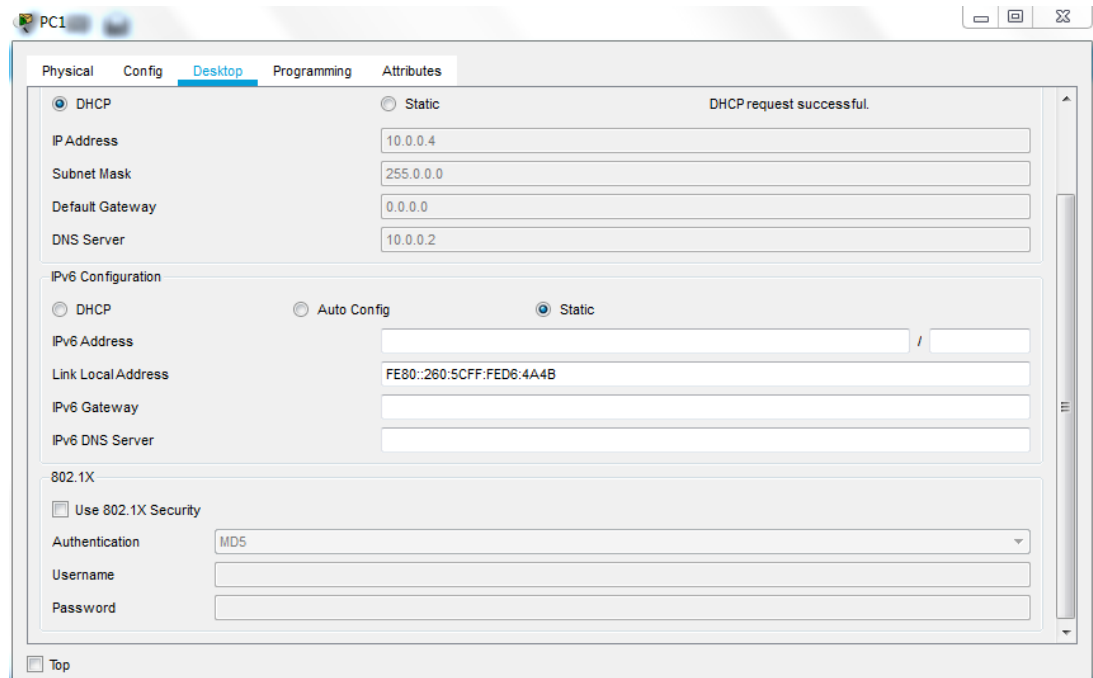 PC1
Physical Config Desktop Programming Attributes
DHCP Static DHCP request successful.
IP Address 10.0.0.4
Subnet Mask 255.0.0.0
Default Gateway 0.0.0.0
DNS Server 10.0.0.2
IPv6 Configuration
DHCP Auto Config Static
IPv6 Address /
Link Local Address FE80::260:5CFF:FED6:4A4B
IPv6 Gateway
IPv6 DNS Server
802.1X
Use 802.1X Security
Authentication MD5
Username
Password
Top